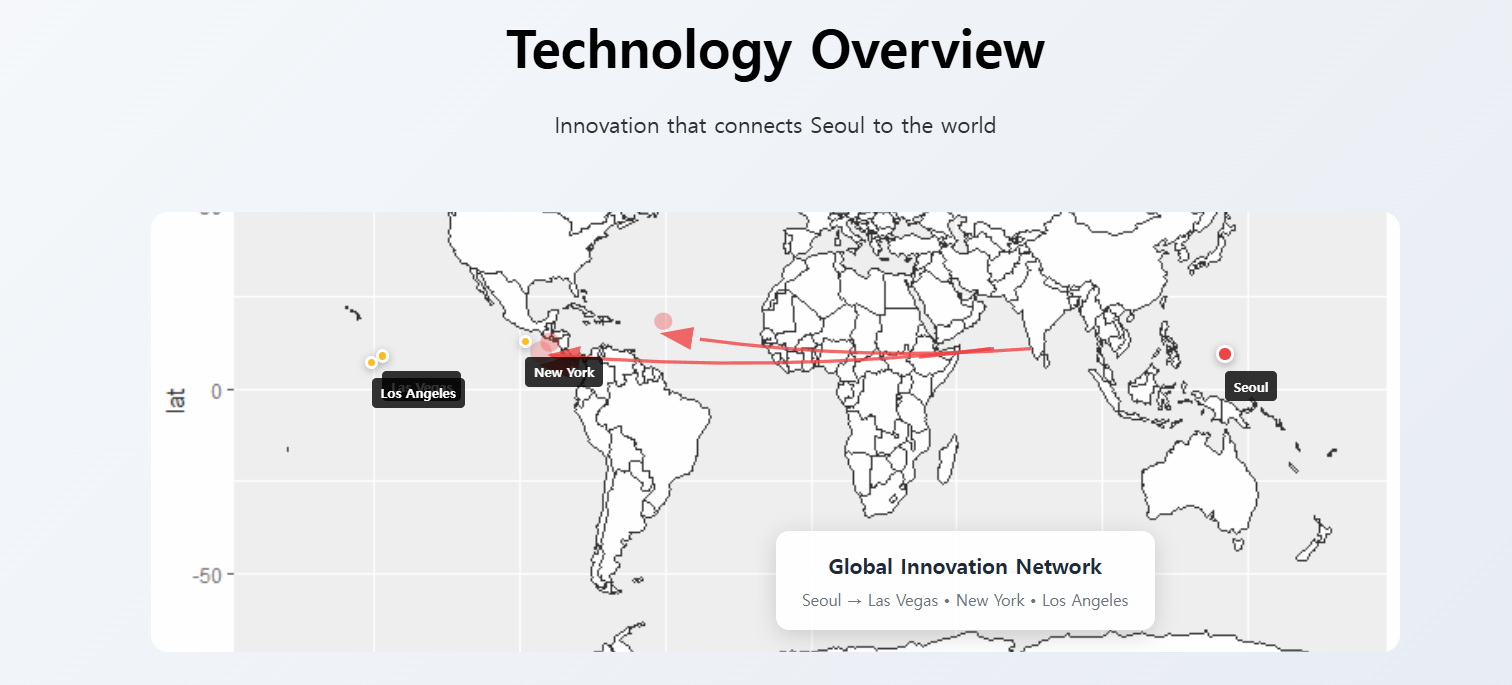 Technology Overview
Innovation that connects Seoul to the world
lat
0
-50
New York
Las Vegas
Los Angeles
Seoul
Global Innovation Network
Seoul → Las Vegas • New York • Los Angeles